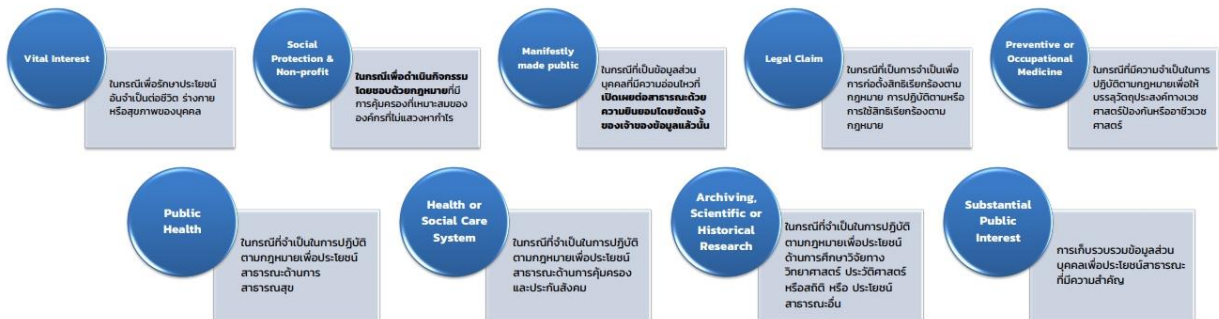 Vital Interest
ในกรณีเพื่อรักษาประโยชน์
อันจำเป็นต่อชีวิต ร่างกาย
หรือสุขภาพของบุคคล
Social
Protection &
Non-profit
ในกรณีเพื่อดำเนินกิจกรรม
โดยชอบด้วยกฎหมายที่มี
การคุ้มครองที่เหมาะสมของ
องค์กรที่ไม่แสวงหากำไร
Manifestly
made public
ในกรณีที่เป็นข้อมูลส่วน
บุคคลที่มีความอ่อนไหวที่
เปิดเผยต่อสาธารณะด้วย
ความยินยอมโดยชัดแจ้ง
ของเจ้าของข้อมูลแล้วนั้น
Legal Claim
ในกรณีที่เป็นการจำเป็นเพื่อ
การก่อตั้งสิทธิเรียกร้องตาม
กฎหมาย การปฏิบัติตามหรือ
การใช้สิทธิเรียกร้องตาม
กฎหมาย
Preventive or
Occupational
Medicine
ในกรณีที่มีความจำเป็นในการ
ปฏิบัติตามกฎหมายเพื่อให้
บรรลุวัตถุประสงค์ทางเวช
ศาสตร์ป้องกันหรืออาชีวเวช
ศาสตร์
Public
Health
ในกรณีที่จำเป็นในการปฏิบัติ
ตามกฎหมายเพื่อประโยชน์
สาธารณะด้านการ
สาธารณสุข
Health or
Social Care
System
ในกรณีที่จำเป็นในการปฏิบัติ
ตามกฎหมายเพื่อประโยชน์
สาธารณะด้านการคุ้มครอง
และประกันสังคม
Archiving,
Scientific or
Historical
Research
ในกรณีที่จำเป็นในการปฏิบัติ
ตามกฎหมายเพื่อประโยชน์
ด้านการศึกษาวิจัยทาง
วิทยาศาสตร์ ประวัติศาสตร์
หรือสถิติ หรือ ประโยชน์
สาธารณะอื่น
Substantial
Public
Interest
การเก็บรวบรวมข้อมูลส่วน
บุคคลเพื่อประโยชน์สาธารณะ
ที่มีความสำคัญ